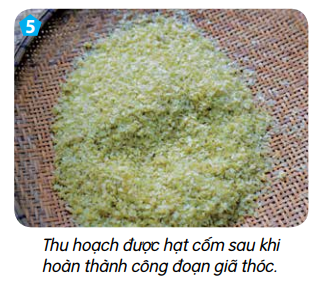 5
Thu hoạch được hạt cốm sau khi
hoàn thành công đoạn giã thóc.